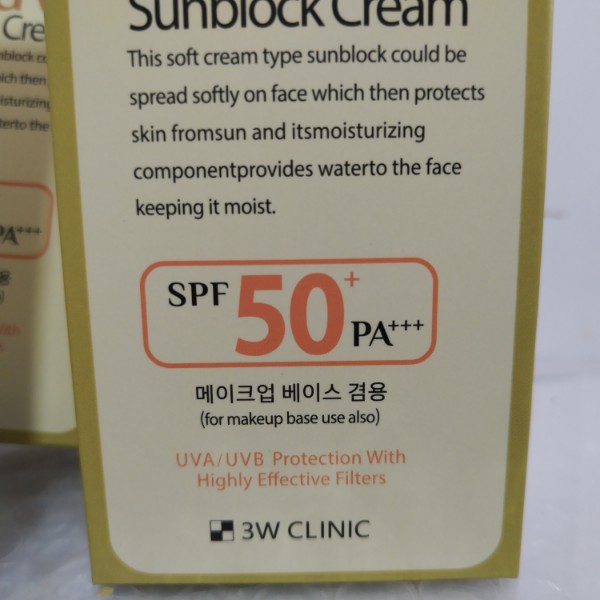 Sunblock Cream
This soft cream type sunblock could be
spread softly on face which then protects
skin fromsun and itsmoisturizing
componentprovides waterto the face
keeping it moist.
SPF 50+ PA+++
메이크업 베이스 겸용
(for makeup base use also)
UVA/UVB Protection With
Highly Effective Filters
3W CLINIC